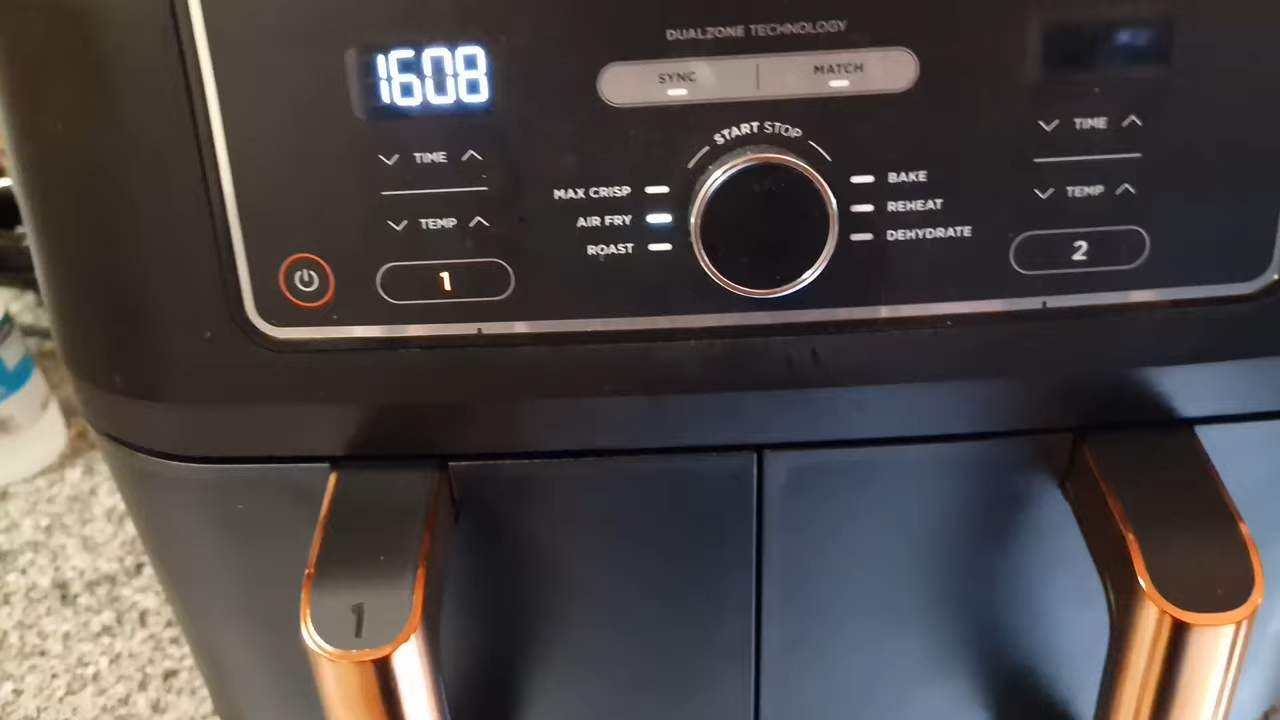 DUALZONE TECHNOLOGY
1608
SYNC
MATCH
START STOP
TIME
TIME
MAX CRISP
BAKE
AIR FRY
REHEAT
ROAST
DEHYDRATE
TEMP
TEMP
1
2
1